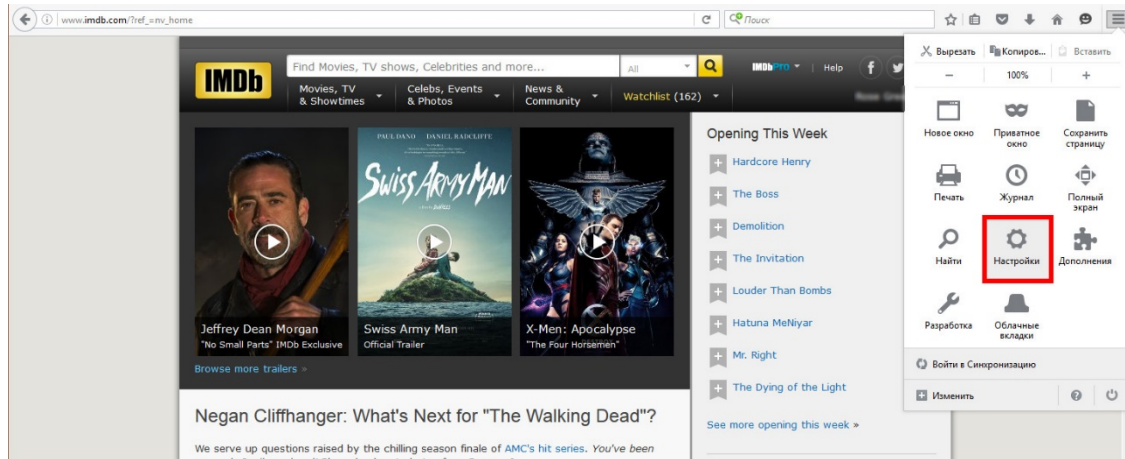 www.imdb.com/?ref_=nv_home
Поиск
IMDb
Find Movies, TV shows, Celebrities and more...
All
IMDbPro
Help
Movies, TV
& Showtimes
Celebs, Events
& Photos
News &
Community
Watchlist (162)
PAUL DANO DANIEL RADCLIFFE
SWISS ARMY MAN
Jeffrey Dean Morgan
"No Small Parts" IMDb Exclusive
Swiss Army Man
Official Trailer
X-Men: Apocalypse
"The Four Horsemen"
Browse more trailers »
Negan Cliffhanger: What's Next for "The Walking Dead"?
We serve up questions raised by the chilling season finale of AMC's hit series. You've been
Opening This Week
Hardcore Henry
The Boss
Demolition
The Invitation
Louder Than Bombs
Hatuna MeNiyar
Mr. Right
The Dying of the Light
See more opening this week »
Вырезать
Копиров...
Вставить
−
100%
+
Новое окно
Приватное
окно
Сохранить
страницу
Печать
Журнал
Полный
экран
Найти
Настройки
Дополнения
Разработка
Облачные
вкладки
Войти в Синхронизацию
Изменить